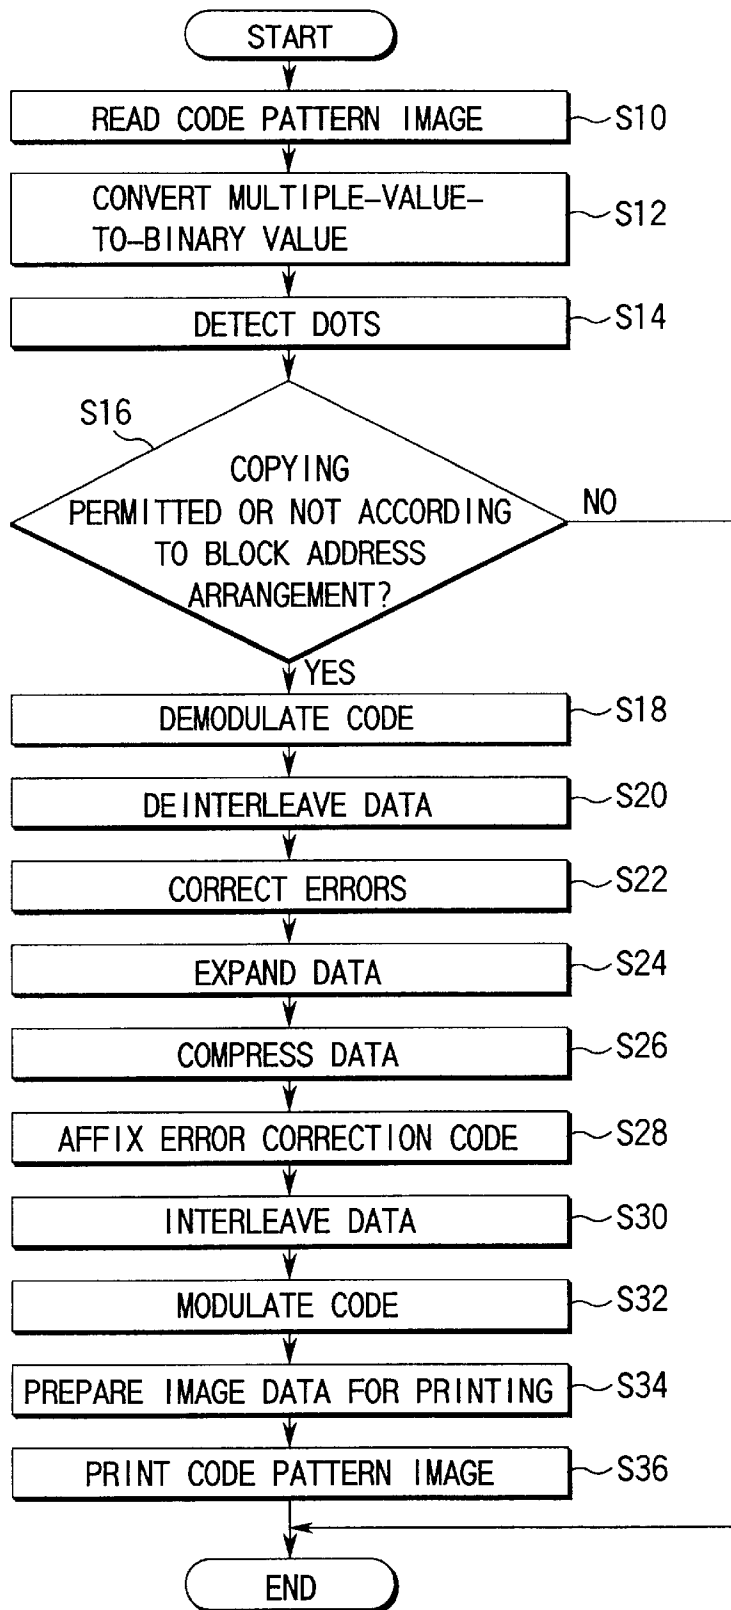 START
READ CODE PATTERN IMAGE
S10
CONVERT MULTIPLE-VALUE-
TO-BINARY VALUE
S12
DETECT DOTS
S14
S16
COPYING
PERMITTED OR NOT ACCORDING
TO BLOCK ADDRESS
ARRANGEMENT?
NO
YES
DEMODULATE CODE
S18
DEINTERLEAVE DATA
S20
CORRECT ERRORS
S22
EXPAND DATA
S24
COMPRESS DATA
S26
AFFIX ERROR CORRECTION CODE
S28
INTERLEAVE DATA
S30
MODULATE CODE
S32
PREPARE IMAGE DATA FOR PRINTING
S34
PRINT CODE PATTERN IMAGE
S36
END